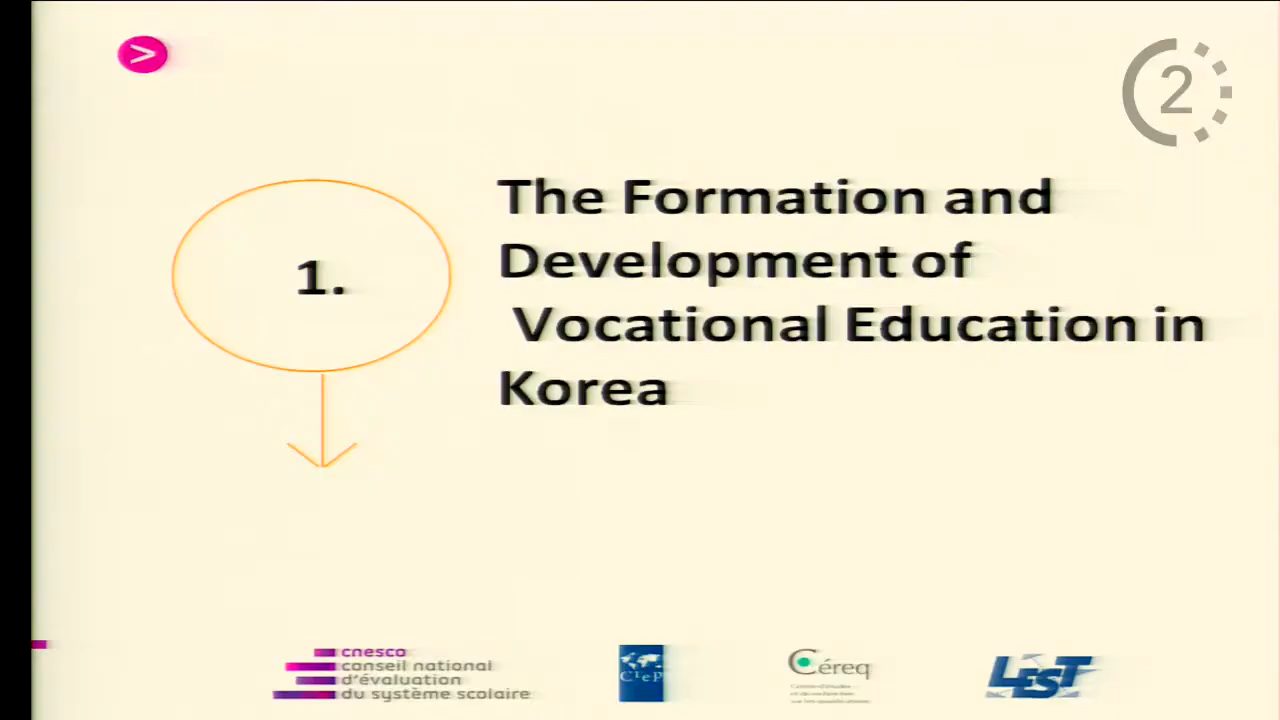 >
2
1.
The Formation and
Development of
Vocational Education in
Korea
cnesco
conseil national
d'évaluation
du système scolaire
CIEP
Céreq
LEST